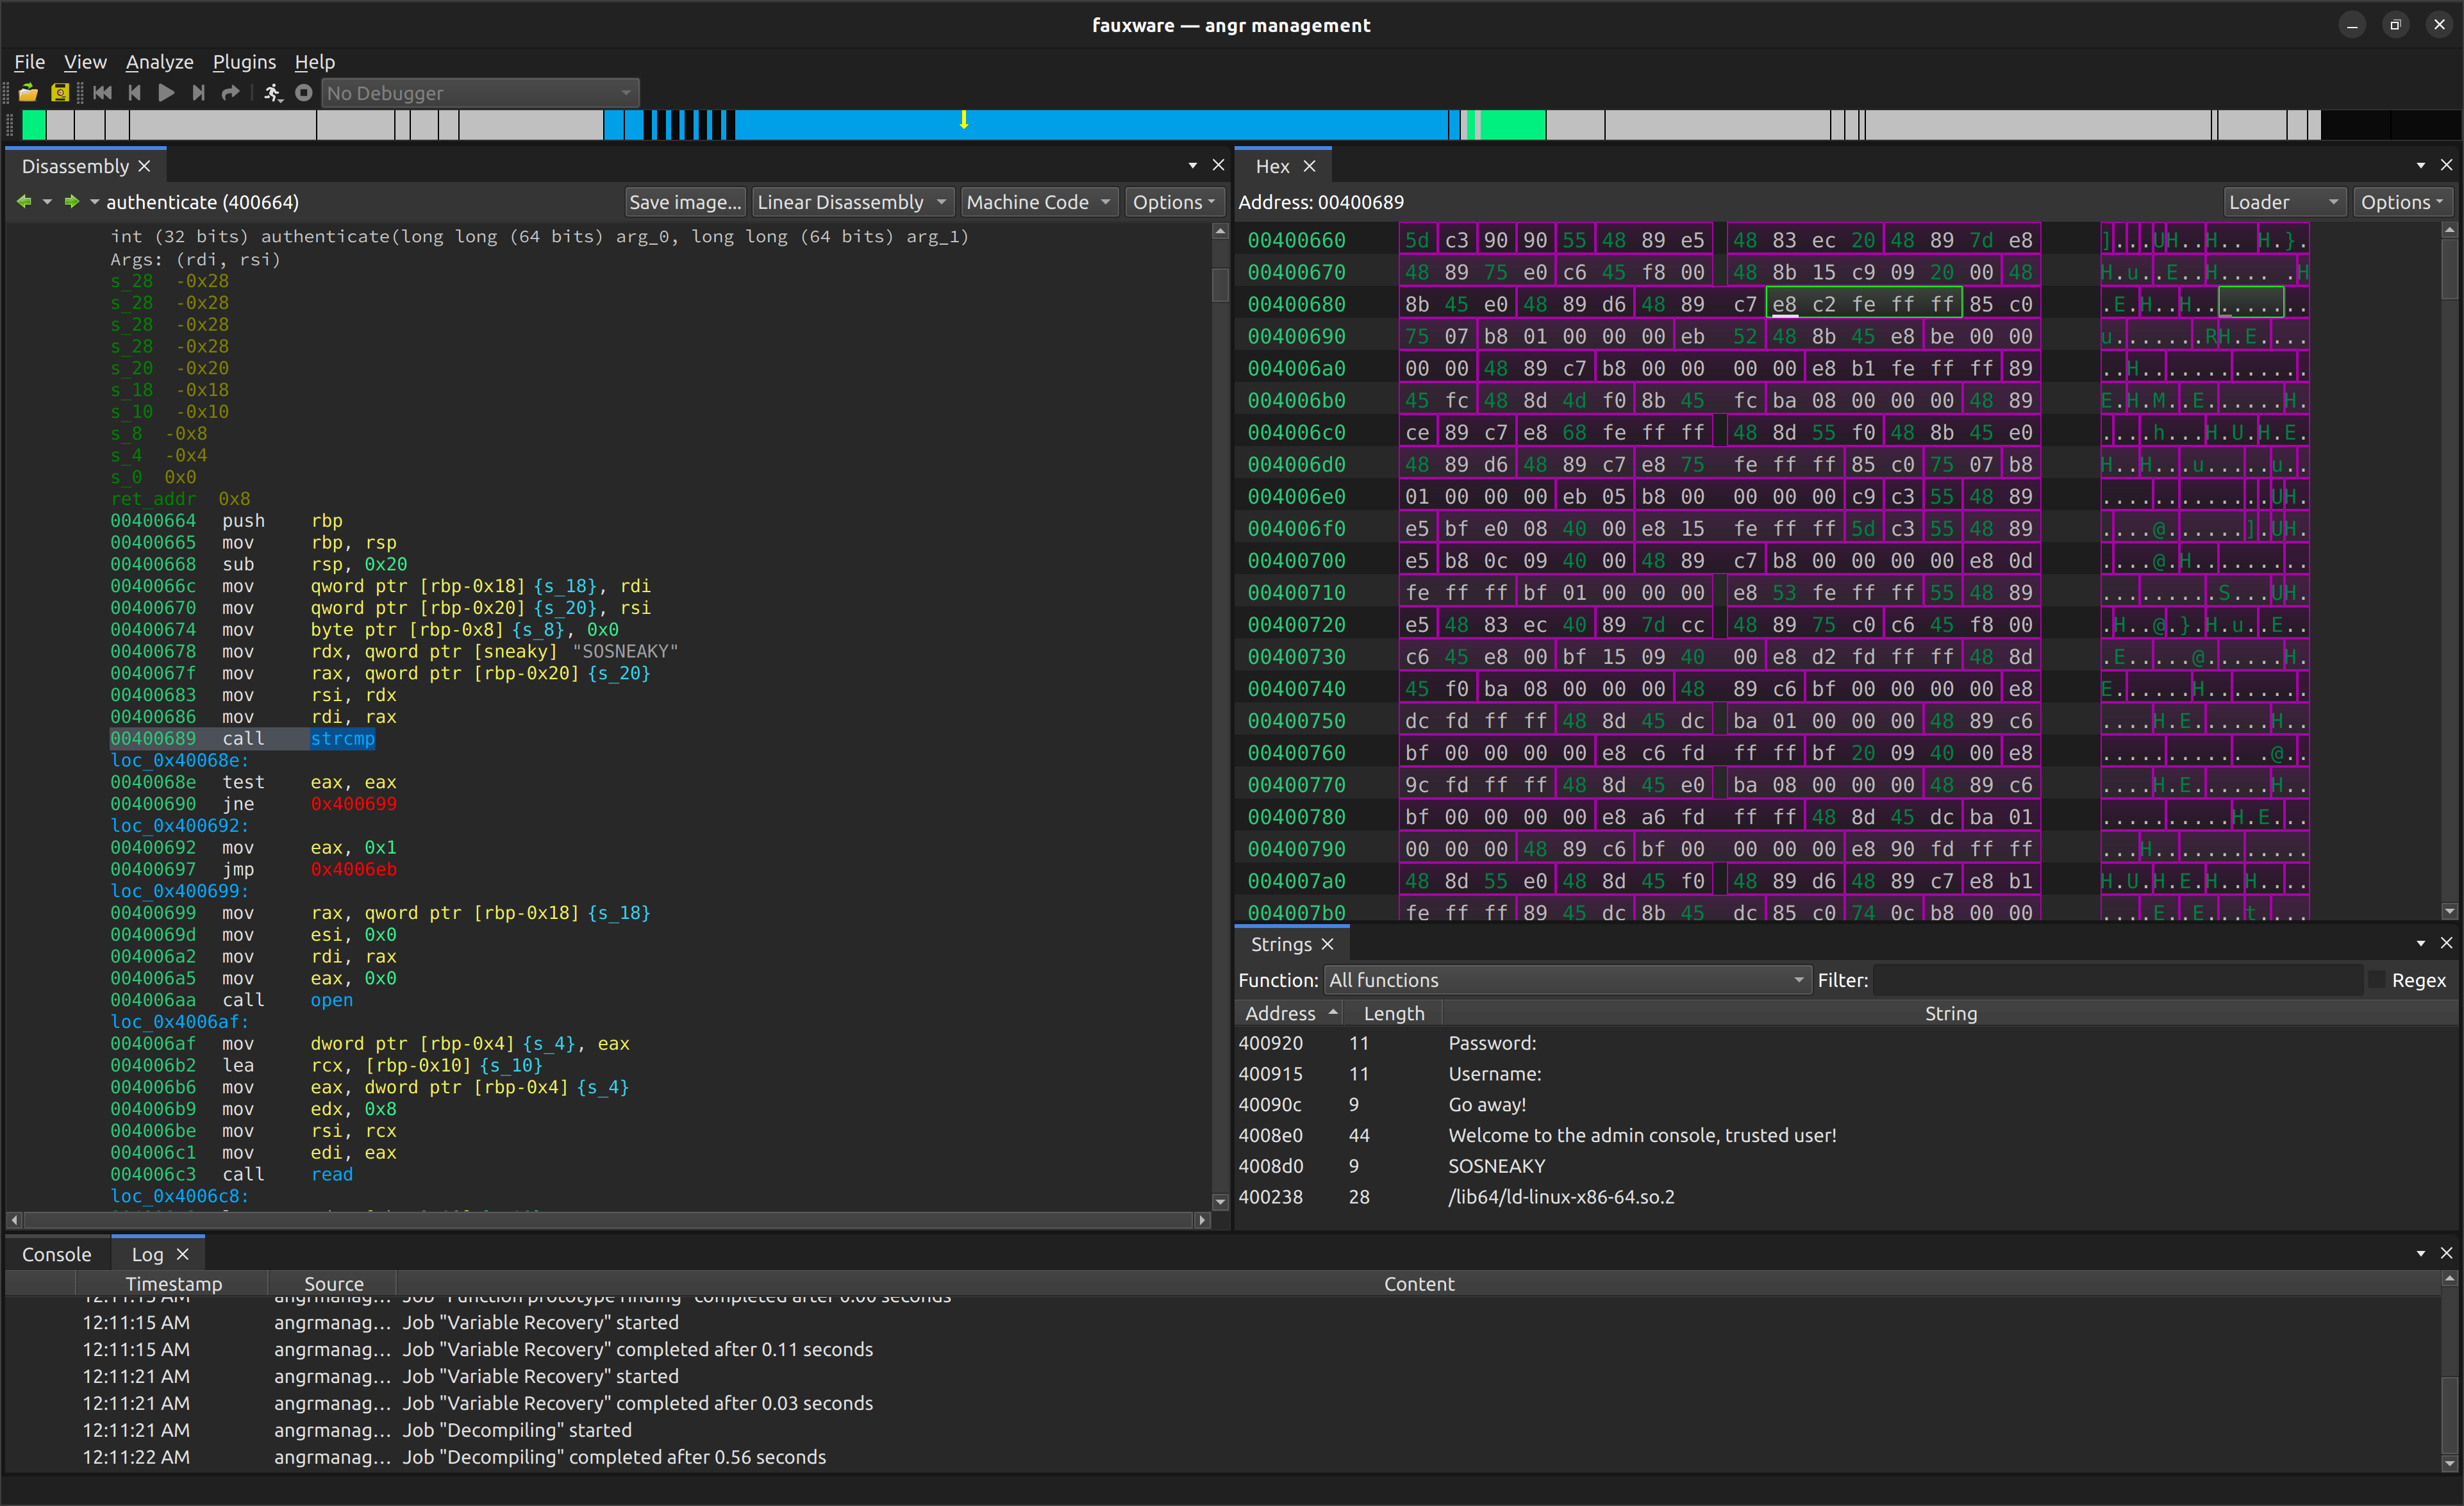 fauxware — angr management
File View Analyze Plugins Help
No Debugger
Disassembly
authenticate (400664) Save image... Linear Disassembly Machine Code Options
int (32 bits) authenticate(long long (64 bits) arg_0, long long (64 bits) arg_1)
Args: (rdi, rsi)
s_28 -0x28
s_28 -0x28
s_28 -0x28
s_28 -0x28
s_20 -0x20
s_18 -0x18
s_10 -0x10
s_8 -0x8
s_4 -0x4
s_0 0x0
ret_addr 0x8
00400664 push rbp
00400665 mov rbp, rsp
00400668 sub rsp, 0x20
0040066c mov qword ptr [rbp-0x18] {s_18}, rdi
00400670 mov qword ptr [rbp-0x20] {s_20}, rsi
00400674 mov byte ptr [rbp-0x8] {s_8}, 0x0
00400678 mov rdx, qword ptr [sneaky] "SOSNEAKY"
0040067f mov rax, qword ptr [rbp-0x20] {s_20}
00400683 mov rsi, rdx
00400686 mov rdi, rax
00400689 call strcmp
loc_0x40068e:
0040068e test eax, eax
00400690 jne 0x400699
loc_0x400692:
00400692 mov eax, 0x1
00400697 jmp 0x4006eb
loc_0x400699:
00400699 mov rax, qword ptr [rbp-0x18] {s_18}
0040069d mov esi, 0x0
004006a2 mov rdi, rax
004006a5 mov eax, 0x0
004006aa call open
loc_0x4006af:
004006af mov dword ptr [rbp-0x4] {s_4}, eax
004006b2 lea rcx, [rbp-0x10] {s_10}
004006b6 mov eax, dword ptr [rbp-0x4] {s_4}
004006b9 mov edx, 0x8
004006be mov rsi, rcx
004006c1 mov edi, eax
004006c3 call read
loc_0x4006c8:
Hex
Address: 00400689 Loader Options
00400660 5d c3 90 90 55 48 89 e5 48 83 ec 20 48 89 7d e8 ]...UH..H.. H.}.
00400670 48 89 75 e0 c6 45 f8 00 48 8b 15 c9 09 20 00 48 H.u..E..H.... .H
00400680 8b 45 e0 48 89 d6 48 89 c7 e8 c2 fe ff ff 85 c0 .E.H..H.........
00400690 75 07 b8 01 00 00 00 eb 52 48 8b 45 e8 be 00 00 u.......RH.E....
004006a0 00 00 48 89 c7 b8 00 00 00 00 e8 b1 fe ff ff 89 ..H.............
004006b0 45 fc 48 8d 4d f0 8b 45 fc ba 08 00 00 00 48 89 E.H.M..E......H.
004006c0 ce 89 c7 e8 68 fe ff ff 48 8d 55 f0 48 8b 45 e0 ....h...H.U.H.E.
004006d0 48 89 d6 48 89 c7 e8 75 fe ff ff 85 c0 75 07 b8 H..H...u.....u..
004006e0 01 00 00 00 eb 05 b8 00 00 00 00 c9 c3 55 48 89 .............UH.
004006f0 e5 bf e0 08 40 00 e8 15 fe ff ff 5d c3 55 48 89 ....@......].UH.
00400700 e5 b8 0c 09 40 00 48 89 c7 b8 00 00 00 00 e8 0d ....@.H.........
00400710 fe ff ff bf 01 00 00 00 e8 53 fe ff ff 55 48 89 .........S...UH.
00400720 e5 48 83 ec 40 89 7d cc 48 89 75 c0 c6 45 f8 00 .H..@.}.H.u..E..
00400730 c6 45 e8 00 bf 15 09 40 00 e8 d2 fd ff ff 48 8d .E.....@......H.
00400740 45 f0 ba 08 00 00 00 48 89 c6 bf 00 00 00 00 e8 E......H........
00400750 dc fd ff ff 48 8d 45 dc ba 01 00 00 00 48 89 c6 ....H.E......H..
00400760 bf 00 00 00 00 e8 c6 fd ff ff bf 20 09 40 00 e8 ........... .@..
00400770 9c fd ff ff 48 8d 45 e0 ba 08 00 00 00 48 89 c6 ....H.E......H..
00400780 bf 00 00 00 00 e8 a6 fd ff ff 48 8d 45 dc ba 01 ..........H.E...
00400790 00 00 00 48 89 c6 bf 00 00 00 00 e8 90 fd ff ff ...H............
004007a0 48 8d 55 e0 48 8d 45 f0 48 89 d6 48 89 c7 e8 b1 H.U.H.E.H..H....
004007b0 fe ff ff 89 45 dc 8b 45 dc 85 c0 74 0c b8 00 00 ....E..E...t....
Strings
Function: All functions Filter: Regex
Address Length String
400920 11 Password:
400915 11 Username:
40090c 9 Go away!
4008e0 44 Welcome to the admin console, trusted user!
4008d0 9 SOSNEAKY
400238 28 /lib64/ld-linux-x86-64.so.2
Console Log
Timestamp Source Content
12:11:15 AM angrmanag... Job "Function prototype finding" completed after 0.00 seconds
12:11:15 AM angrmanag... Job "Variable Recovery" started
12:11:15 AM angrmanag... Job "Variable Recovery" completed after 0.11 seconds
12:11:21 AM angrmanag... Job "Variable Recovery" started
12:11:21 AM angrmanag... Job "Variable Recovery" completed after 0.03 seconds
12:11:21 AM angrmanag... Job "Decompiling" started
12:11:22 AM angrmanag... Job "Decompiling" completed after 0.56 seconds